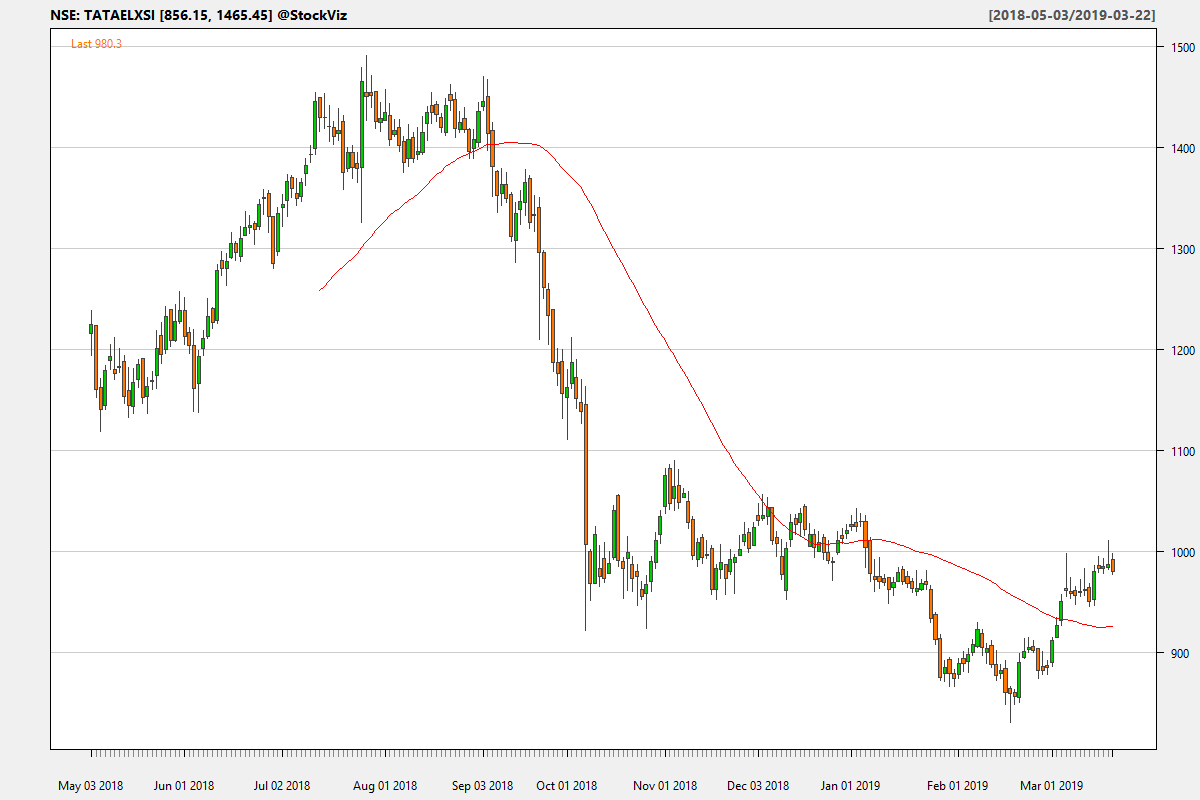 NSE: TATAELXSI [856.15, 1465.45] @StockViz [2018-05-03/2019-03-22]
Last 980.3
1500
1400
1300
1200
1100
1000
900
May 03 2018 Jun 01 2018 Jul 02 2018 Aug 01 2018 Sep 03 2018 Oct 01 2018 Nov 01 2018 Dec 03 2018 Jan 01 2019 Feb 01 2019 Mar 01 2019